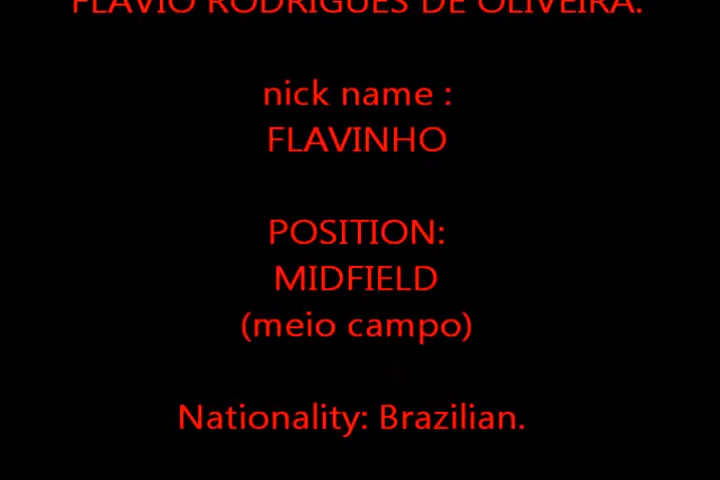 FLAVIO RODRIGUES DE OLIVEIRA.
nick name :
FLAVINHO
POSITION:
MIDFIELD
(meio campo)
Nationality: Brazilian.